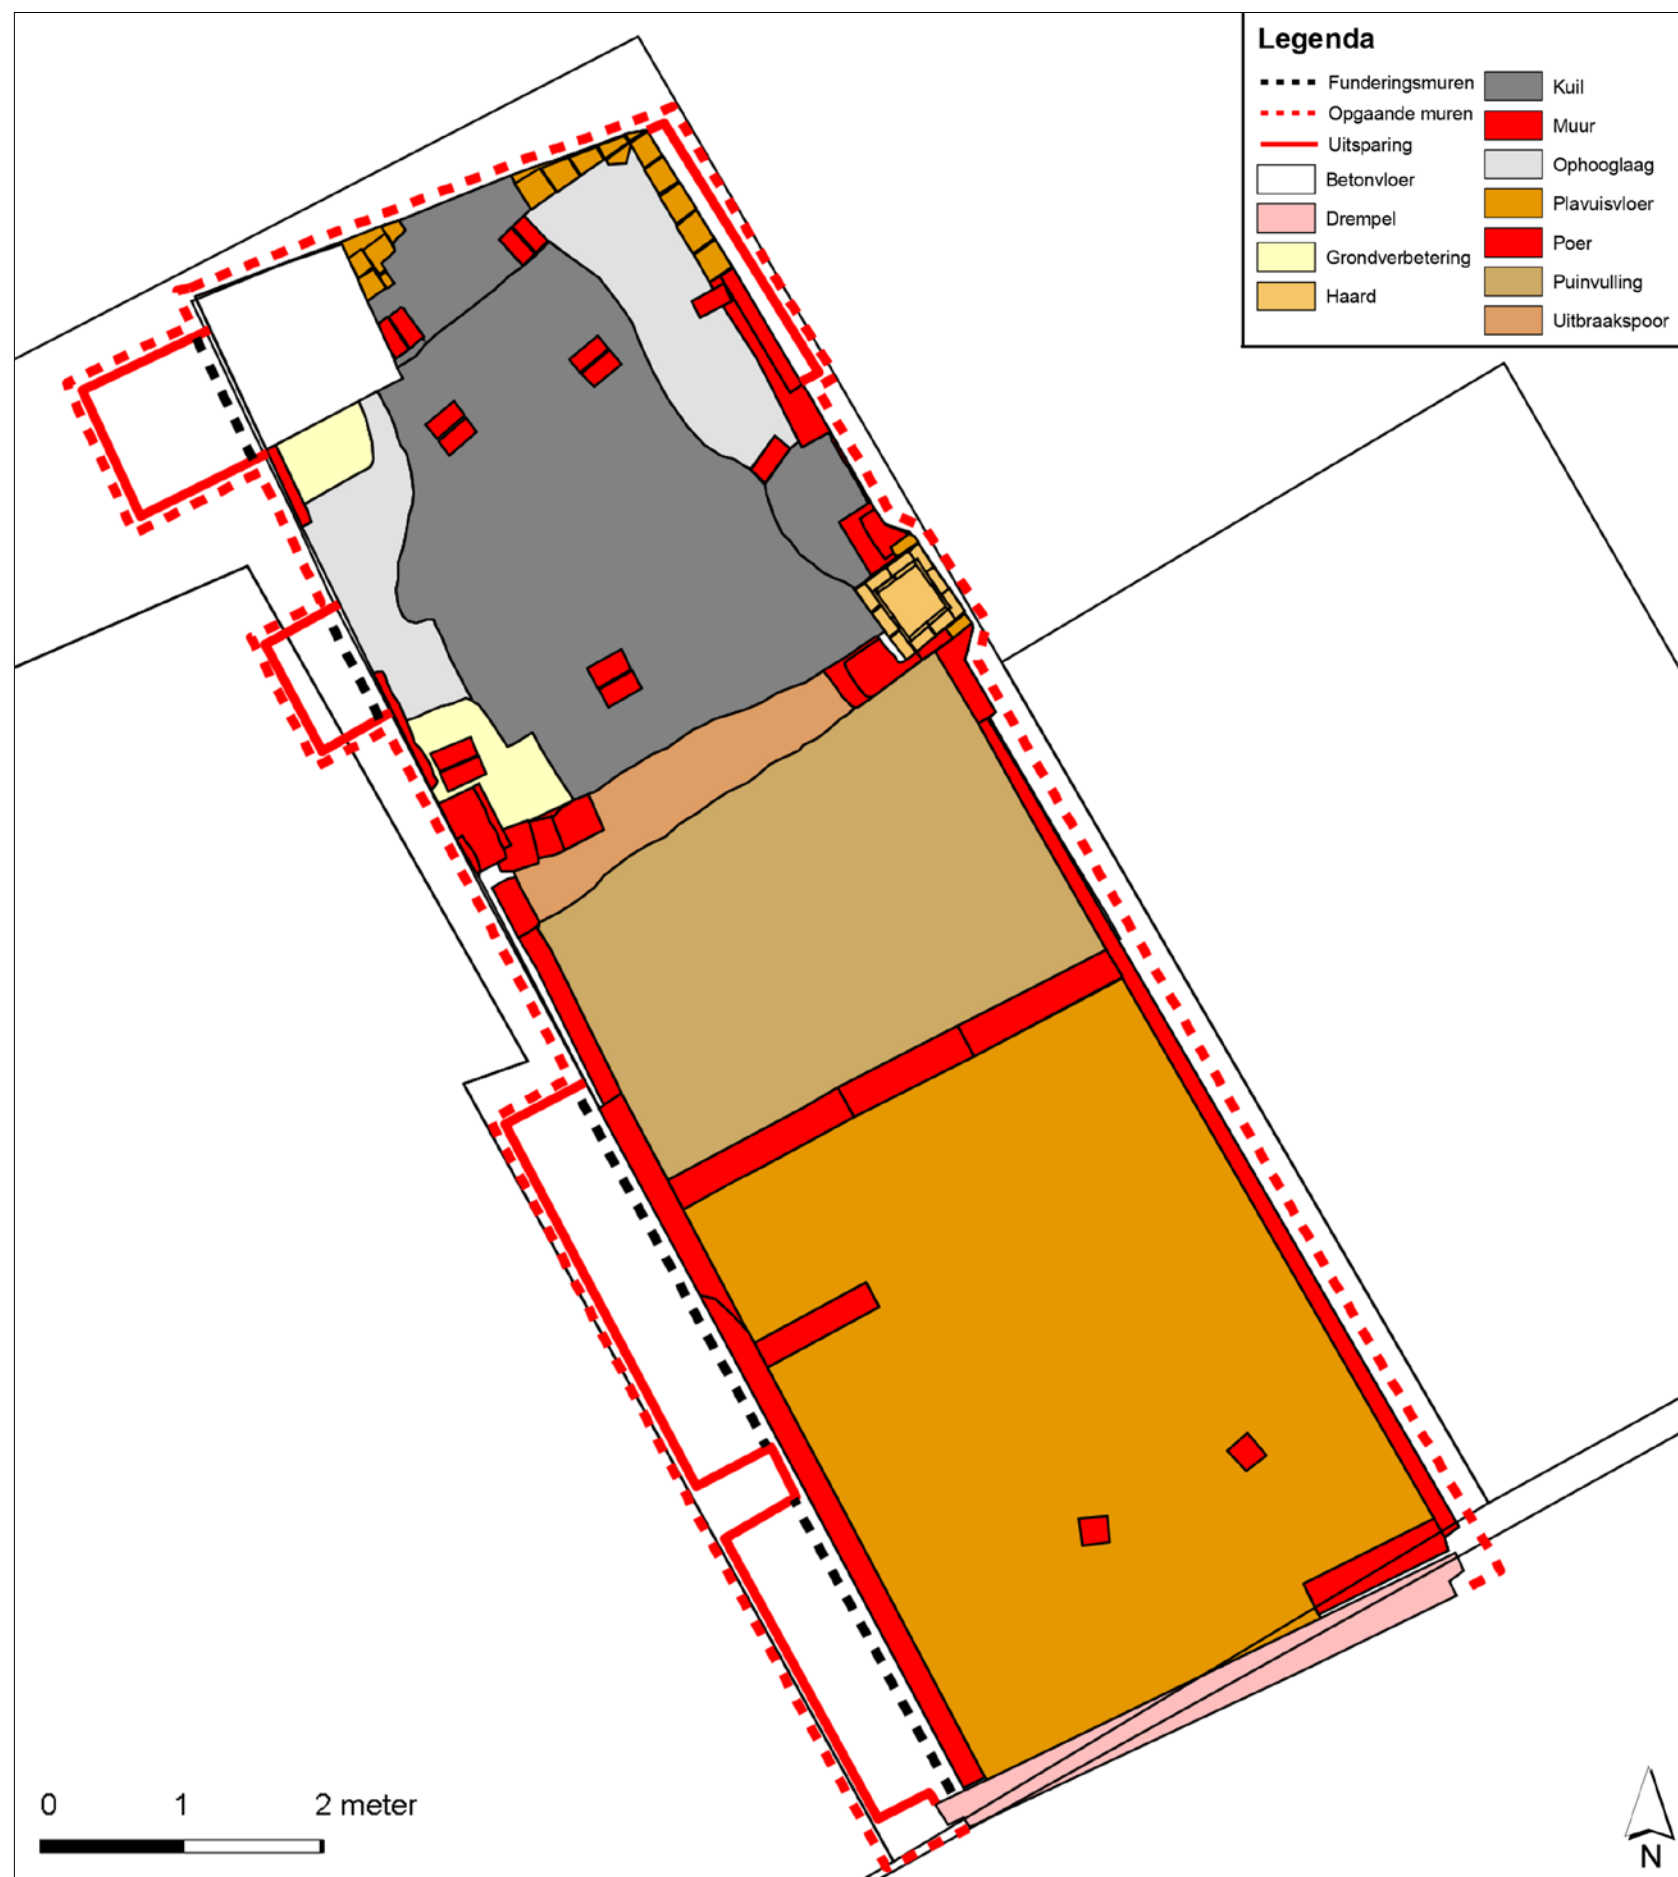 Legenda
Funderingsmuren
Opgaande muren
Uitsparing
Betonvloer
Drempel
Grondverbetering
Haard
Kuil
Muur
Ophooglaag
Plavuisvloer
Poer
Puinvulling
Uitbraakspoor
0 1 2 meter
N